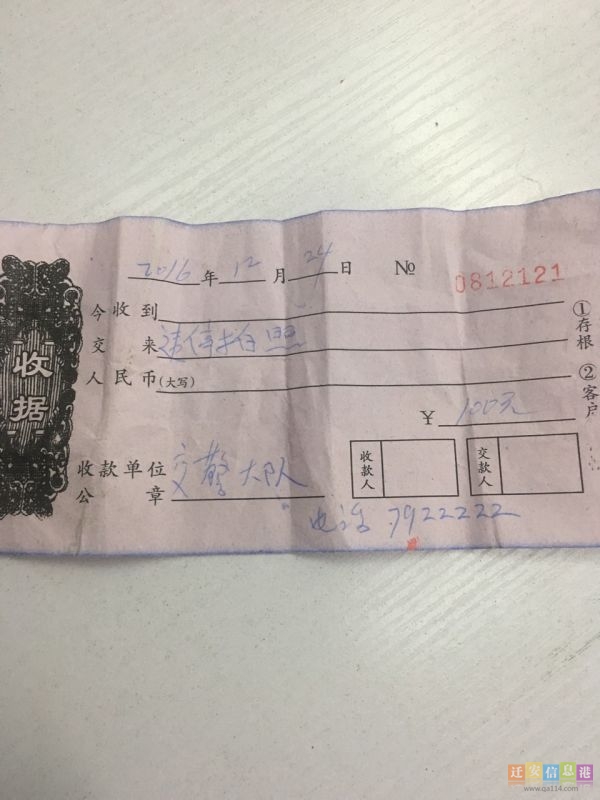 2016年12月24日 № 0812121
今收到
交来违停拍照
人民币(大写)
¥ 100元
收据
①存根
②客户
收款单位
公章
交警大队
收款人
交款人
电话 7922222
迁安信息港
www.qa114.com